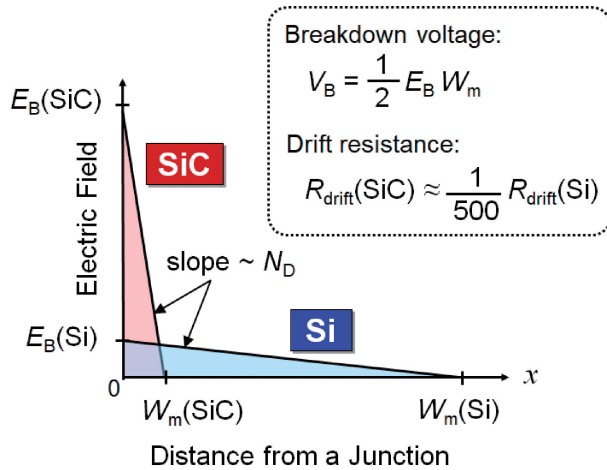 Breakdown voltage:
V_B = 1/2 E_B W_m
Drift resistance:
R_drift(SiC) ≈ 1/500 R_drift(Si)
E_B(SiC)
SiC
Electric Field
slope ~ N_D
E_B(Si)
Si
0
x
W_m(SiC) W_m(Si)
Distance from a Junction